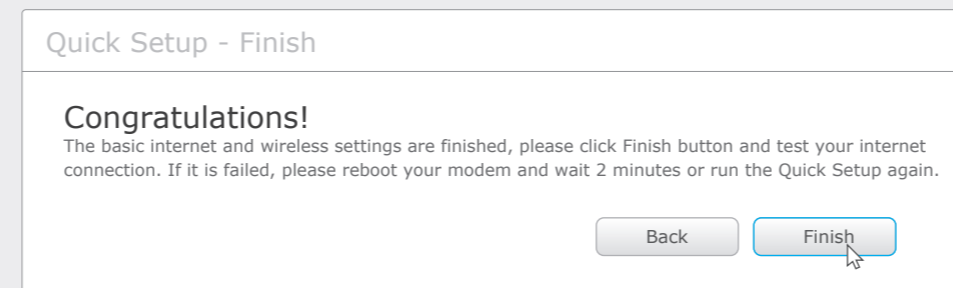 Quick Setup - Finish
Congratulations!
The basic internet and wireless settings are finished, please click Finish button and test your internet
connection. If it is failed, please reboot your modem and wait 2 minutes or run the Quick Setup again.
Back Finish